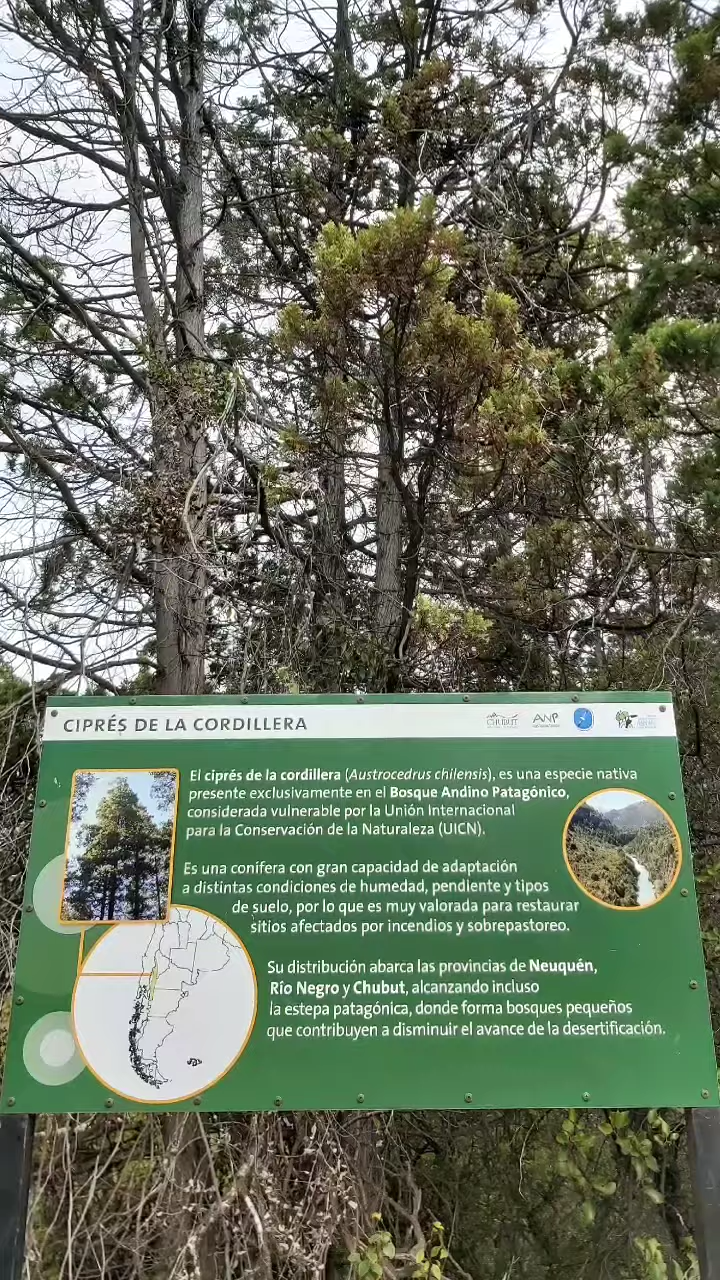 CIPRÉS DE LA CORDILLERA
CHUBUT
ANP
El ciprés de la cordillera (Austrocedrus chilensis), es una especie nativa
presente exclusivamente en el Bosque Andino Patagónico,
considerada vulnerable por la Unión Internacional
para la Conservación de la Naturaleza (UICN).
Es una conífera con gran capacidad de adaptación
a distintas condiciones de humedad, pendiente y tipos
de suelo, por lo que es muy valorada para restaurar
sitios afectados por incendios y sobrepastoreo.
Su distribución abarca las provincias de Neuquén,
Río Negro y Chubut, alcanzando incluso
la estepa patagónica, donde forma bosques pequeños
que contribuyen a disminuir el avance de la desertificación.